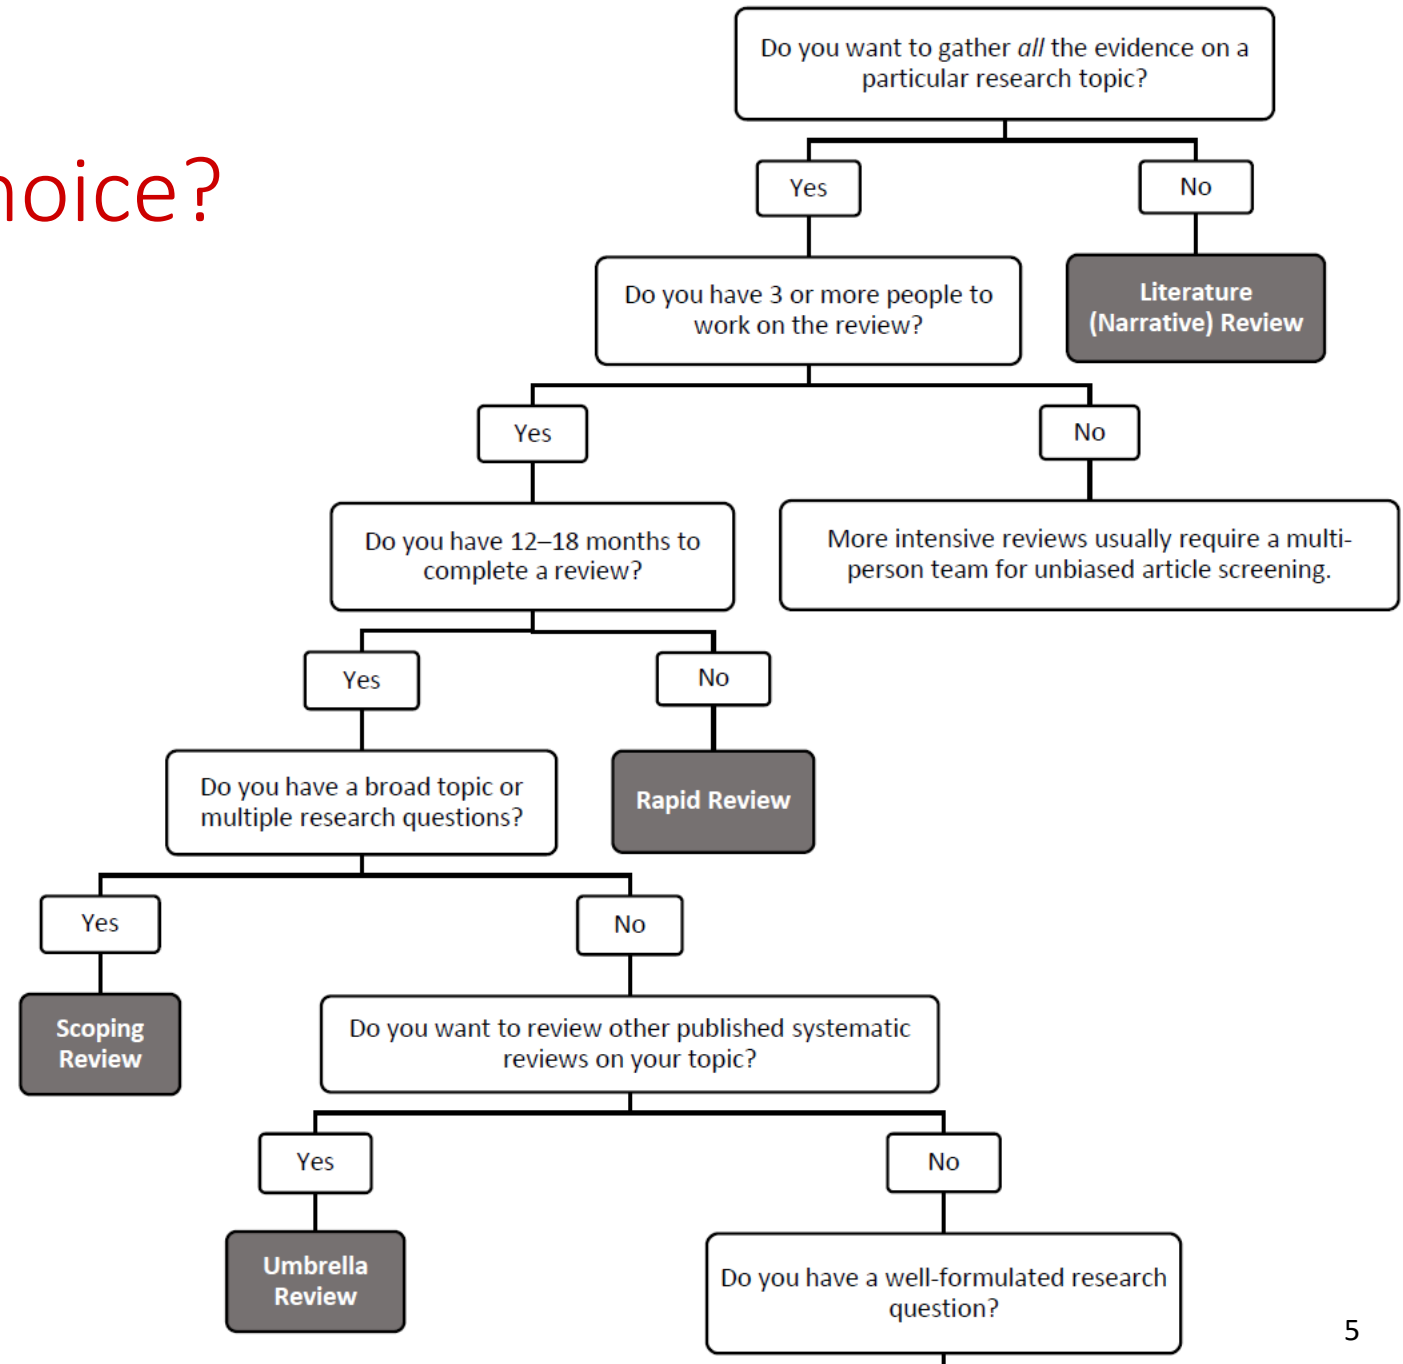 Do you want to gather all the evidence on a
particular research topic?
hoice?
Yes
No
Do you have 3 or more people to
work on the review?
Literature
(Narrative) Review
Yes
No
Do you have 12–18 months to
complete a review?
More intensive reviews usually require a multi-
person team for unbiased article screening.
Yes
No
Do you have a broad topic or
multiple research questions?
Rapid Review
Yes
No
Scoping
Review
Do you want to review other published systematic
reviews on your topic?
Yes
No
Umbrella
Review
Do you have a well-formulated research
question?
5